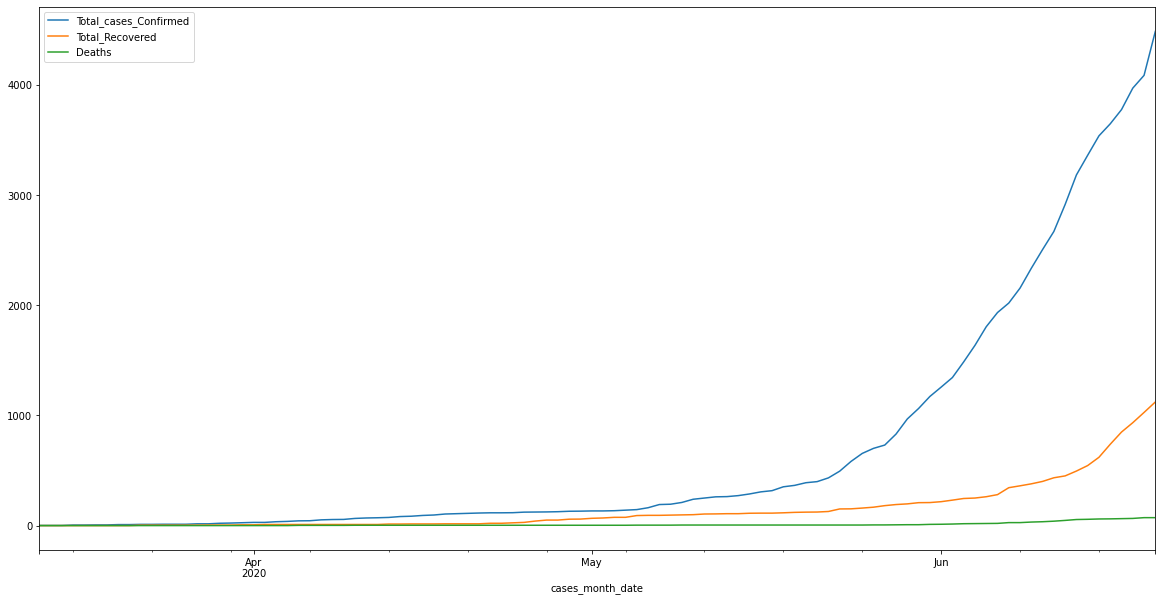 Total_cases_Confirmed
Total_Recovered
Deaths
4000
3000
2000
1000
0
Apr
2020
May
Jun
cases_month_date